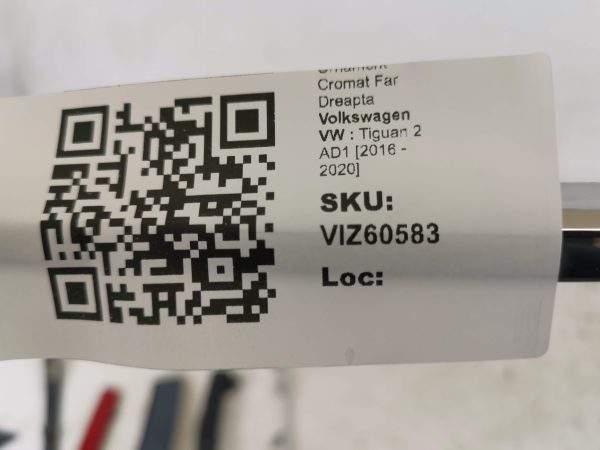 Cromat Far
Dreapta
Volkswagen
VW : Tiguan 2
AD1 [2016 -
2020]
SKU:
VIZ60583
Loc: